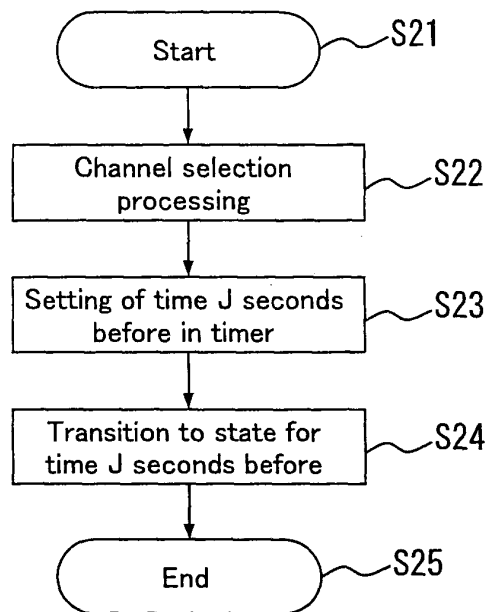 Start
S21
Channel selection
processing
S22
Setting of time J seconds
before in timer
S23
Transition to state for
time J seconds before
S24
End
S25